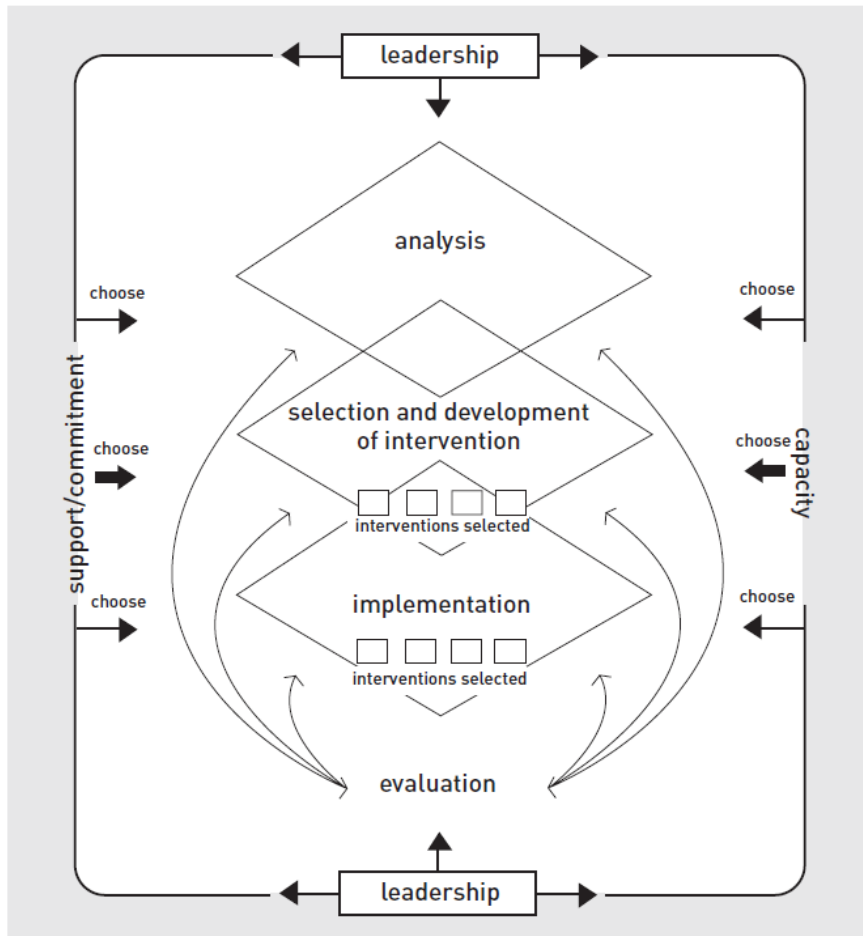 leadership
analysis
choose
choose
support/commitment
selection and development
of intervention
choose
choose
capacity
interventions selected
implementation
choose
choose
interventions selected
evaluation
leadership